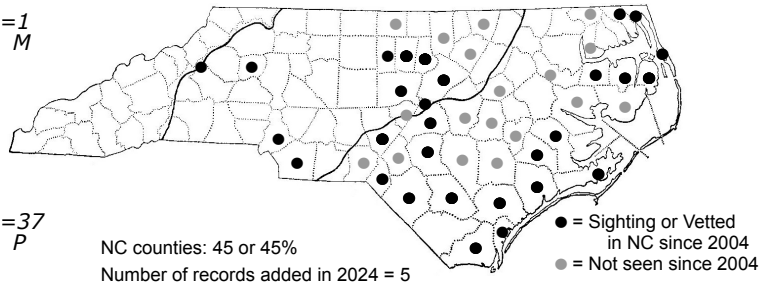 =1
M
=37
P
NC counties: 45 or 45%
Number of records added in 2024 = 5
= Sighting or Vetted
in NC since 2004
= Not seen since 2004